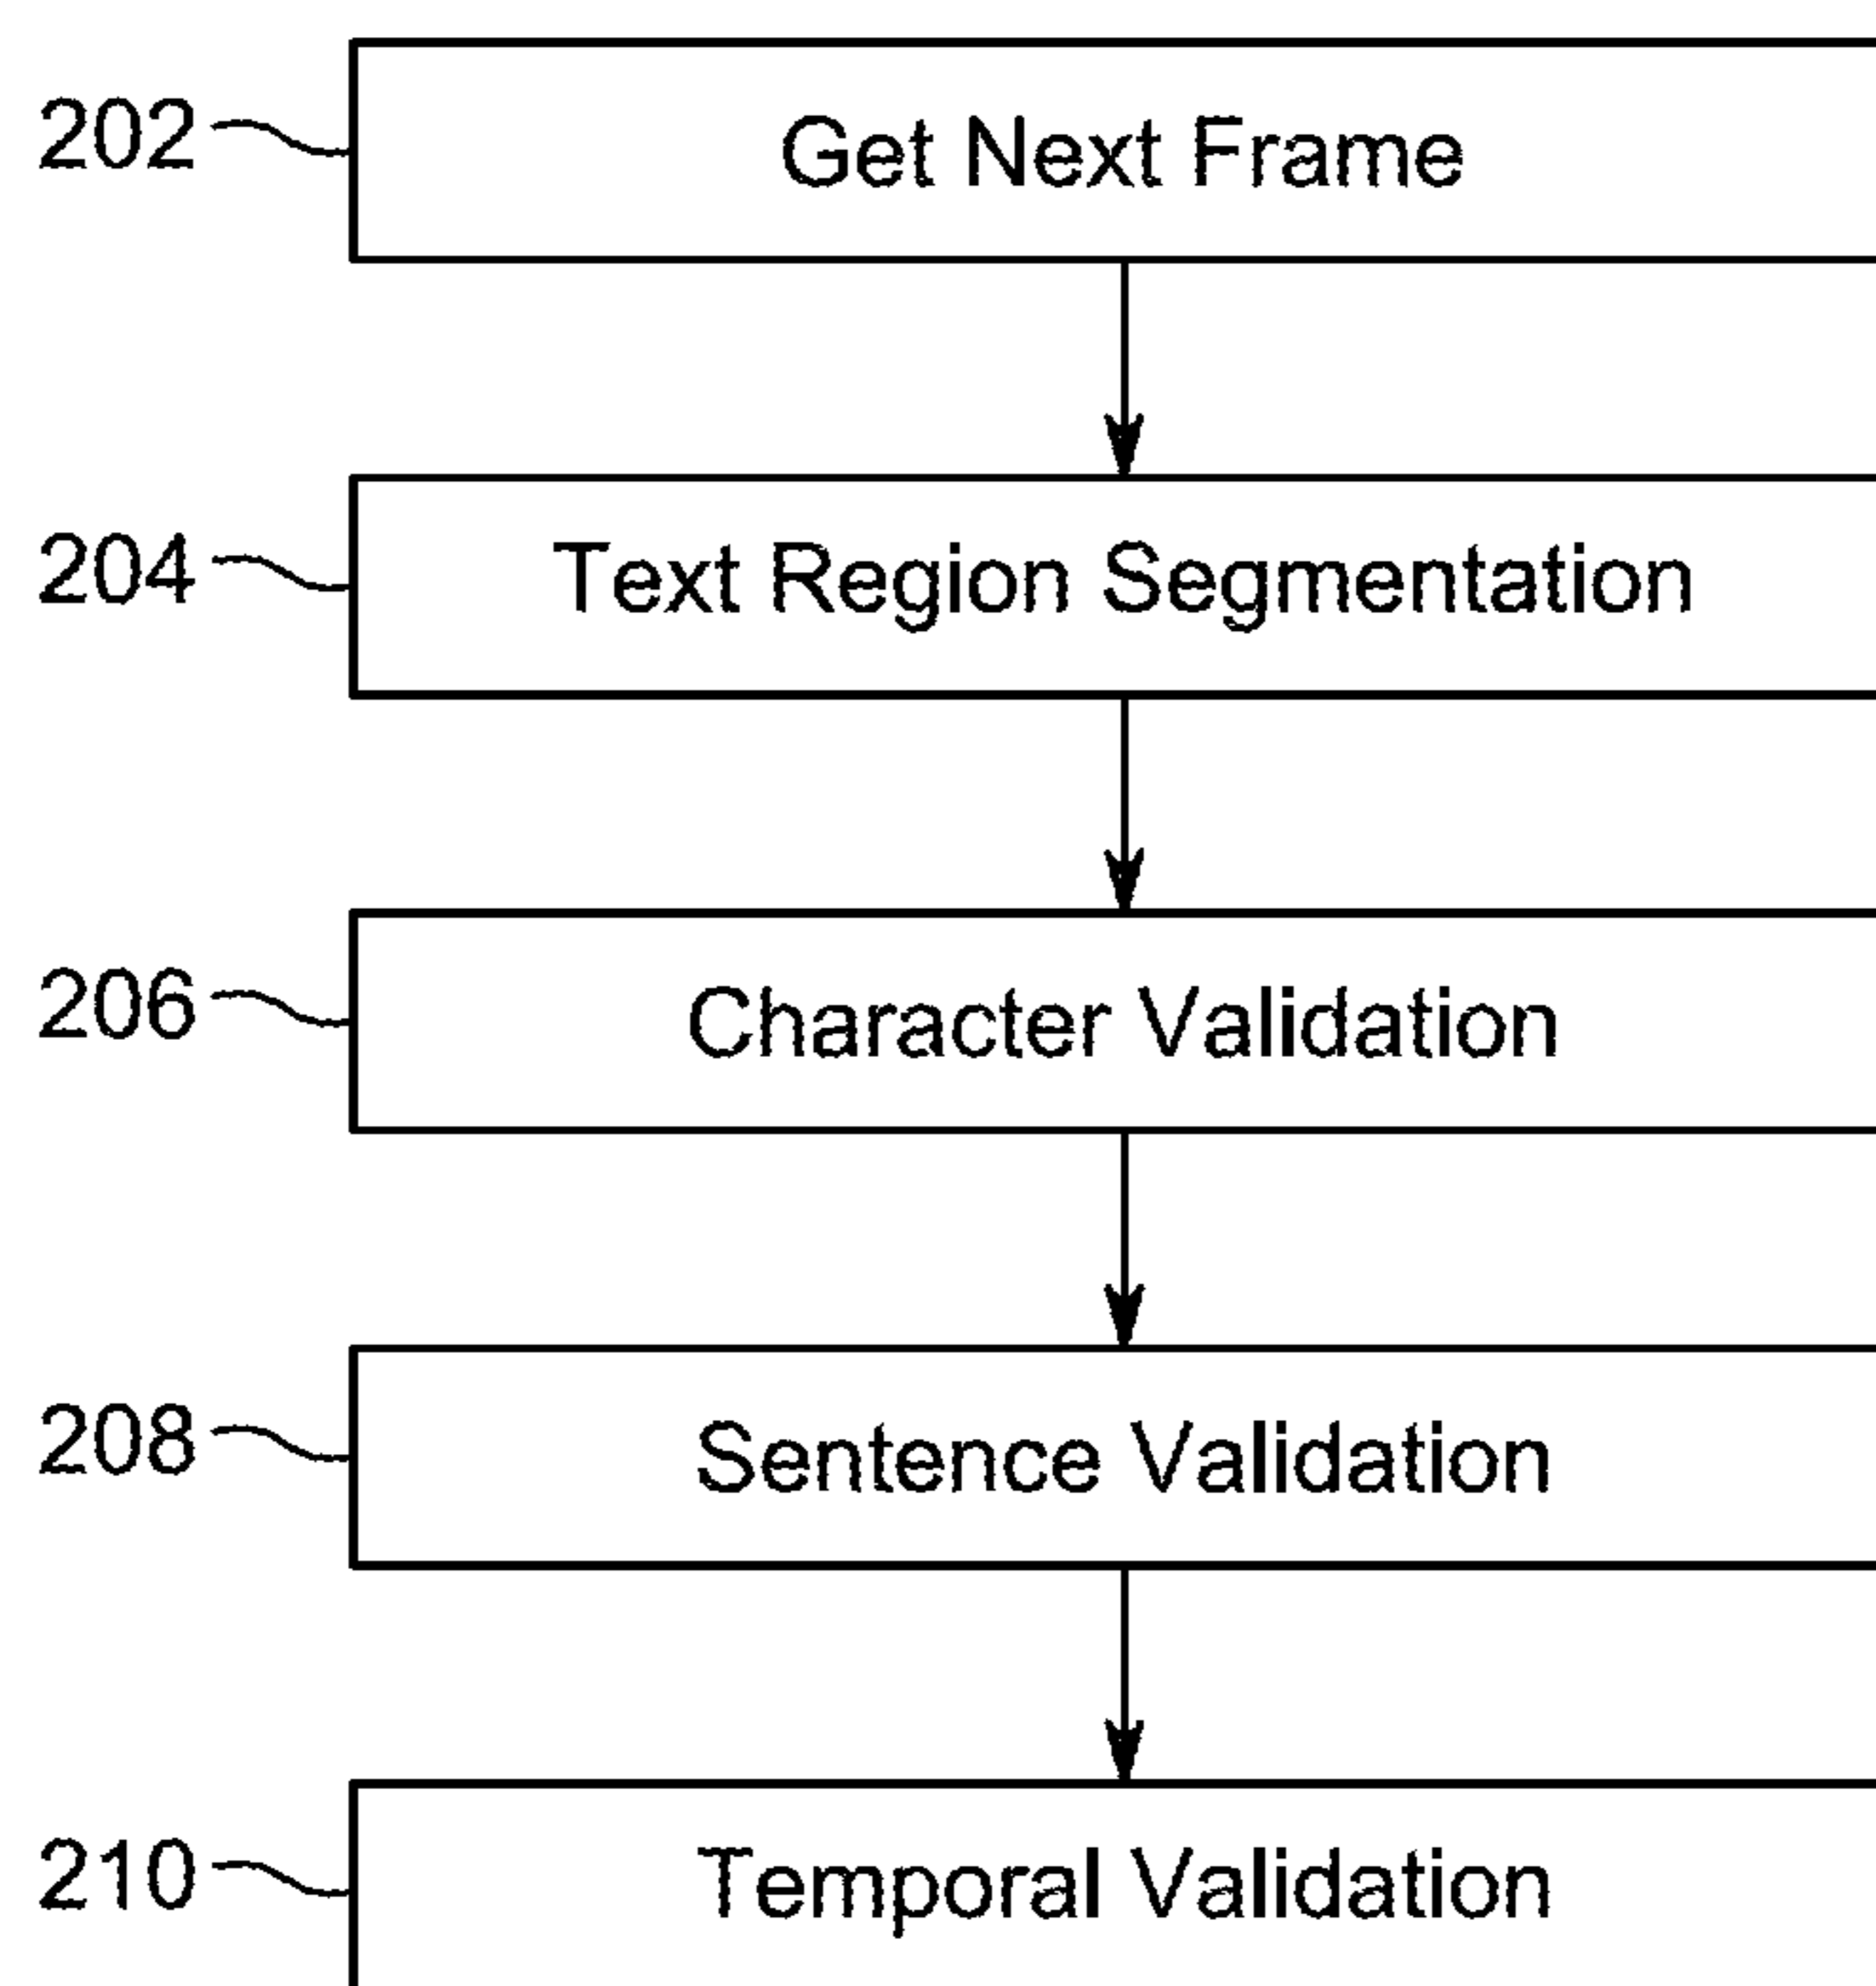 202 Get Next Frame
204 Text Region Segmentation
206 Character Validation
208 Sentence Validation
210 Temporal Validation